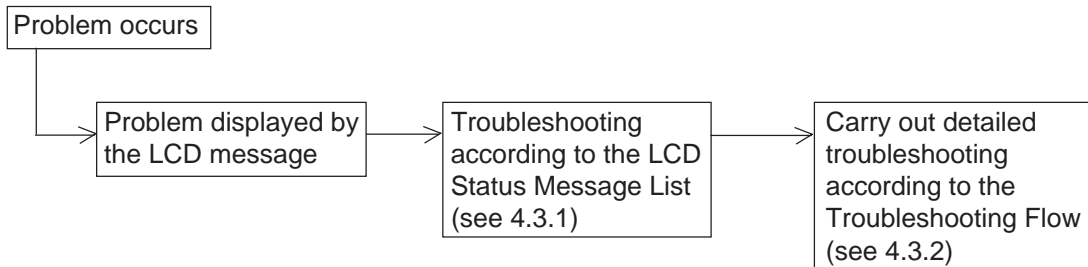 Problem occurs
Problem displayed by
the LCD message
Troubleshooting
according to the LCD
Status Message List
(see 4.3.1)
Carry out detailed
troubleshooting
according to the
Troubleshooting Flow
(see 4.3.2)